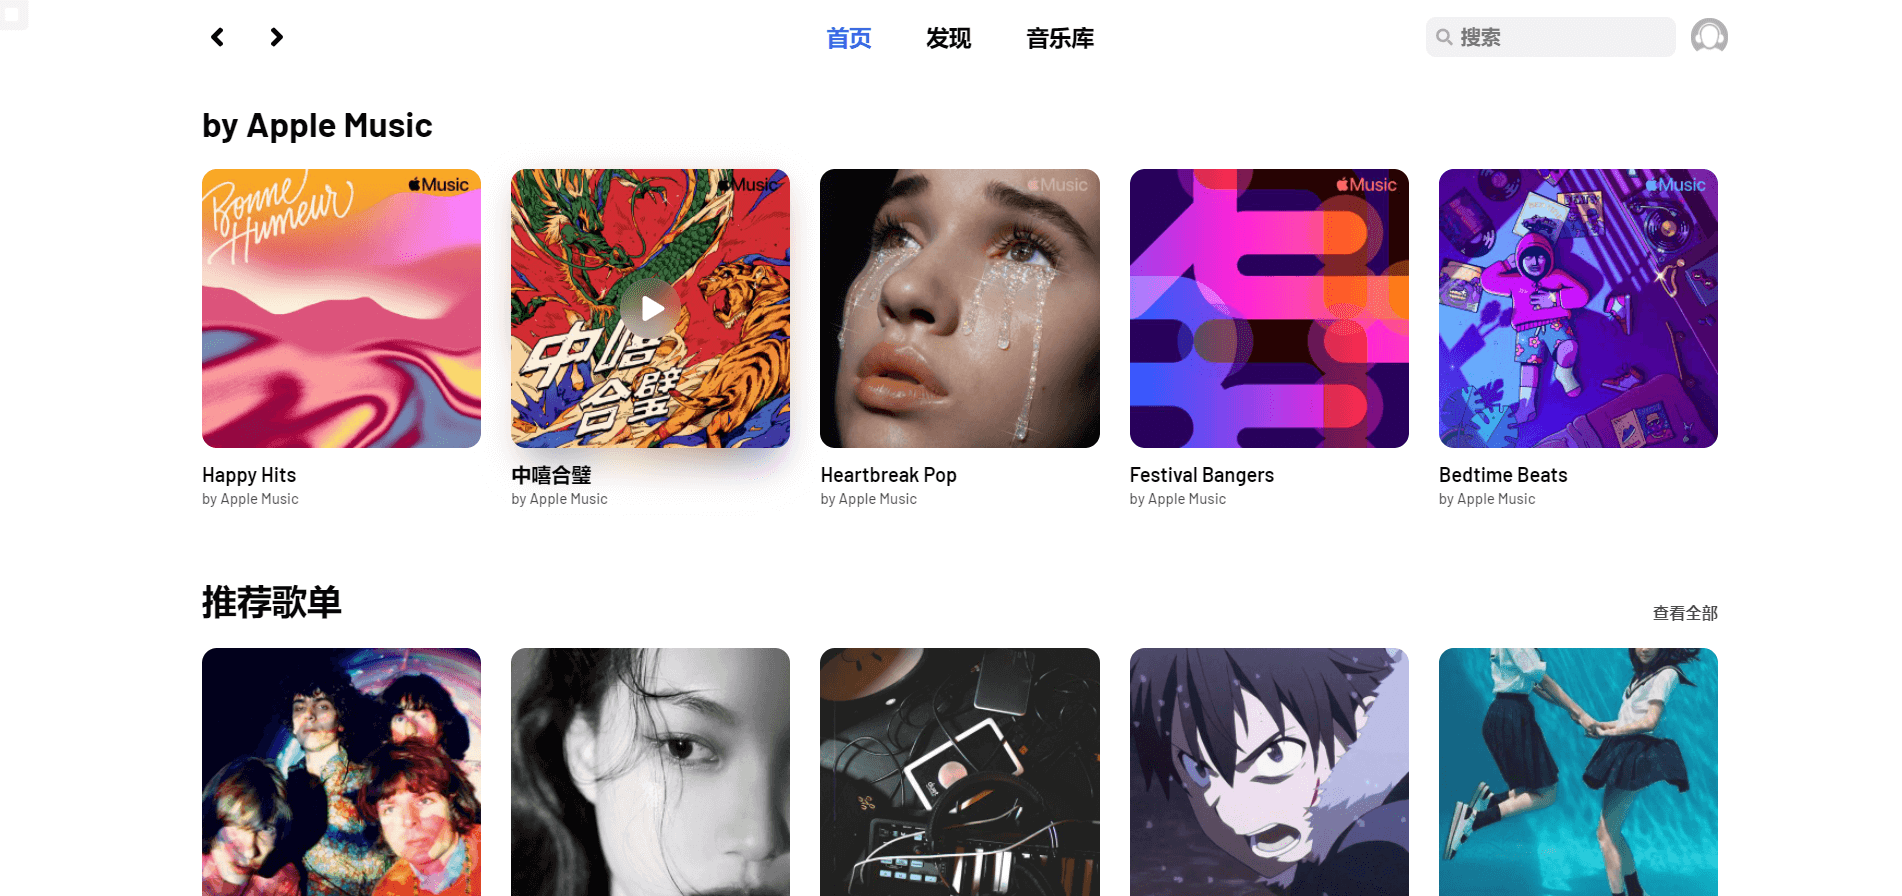 首页
发现
音乐库
搜索
by Apple Music
Bonne
Humeur
Music
Music
Music
Music
Music
中嘻
合璧
Happy Hits
by Apple Music
中嘻合璧
by Apple Music
Heartbreak Pop
by Apple Music
Festival Bangers
by Apple Music
Bedtime Beats
by Apple Music
推荐歌单
查看全部